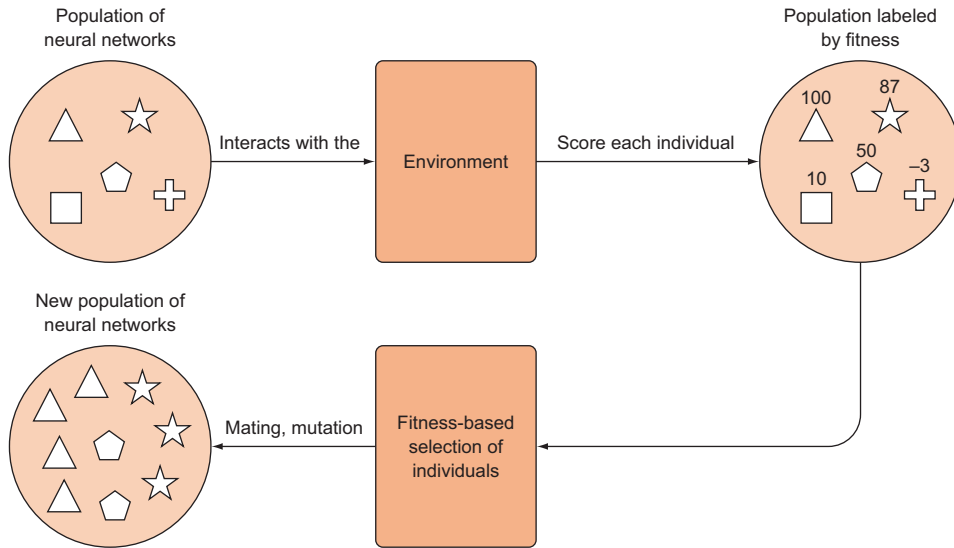 Population of
neural networks
Population labeled
by fitness
100
87
Interacts with the
Environment
Score each individual
50
–3
10
New population of
neural networks
Mating, mutation
Fitness-based
selection of
individuals